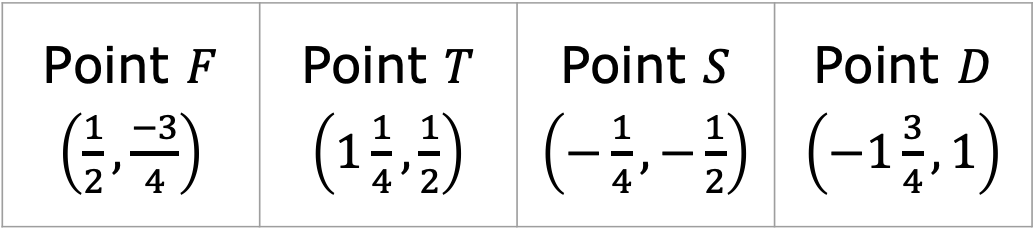 Point F
(1/2, -3/4)
Point T
(1 1/4, 1/2)
Point S
(-1/4, -1/2)
Point D
(-1 3/4, 1)